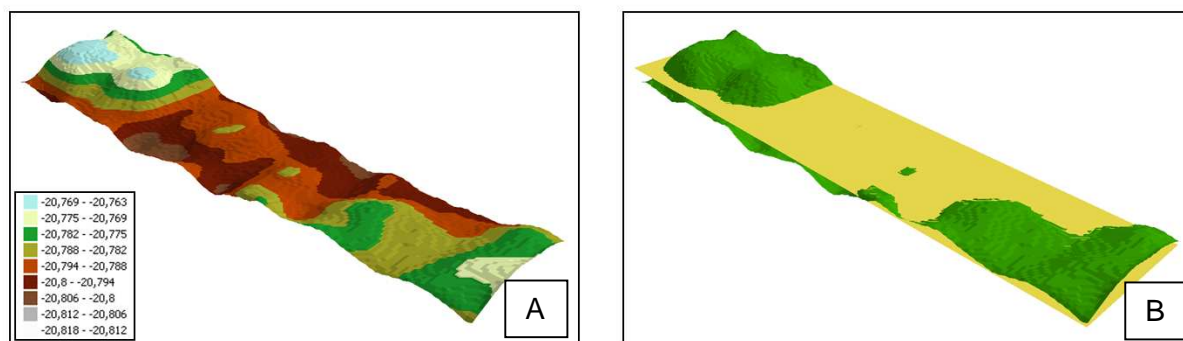 -20,769 - -20,763
-20,775 - -20,769
-20,782 - -20,775
-20,788 - -20,782
-20,794 - -20,788
-20,8 - -20,794
-20,806 - -20,8
-20,812 - -20,806
-20,818 - -20,812
A
B